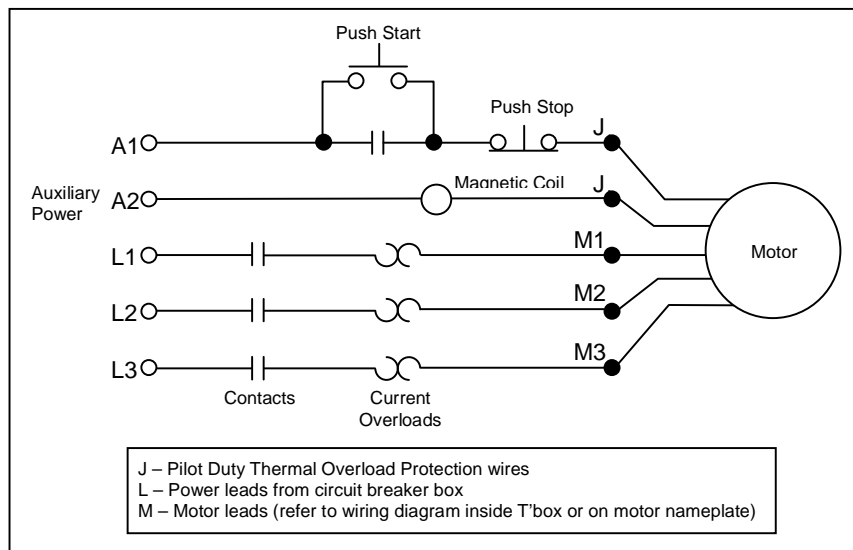 Push Start
Push Stop
A1
J
Auxiliary
Power
A2
Magnetic Coil
J
L1
M1
Motor
L2
M2
L3
M3
Contacts
Current
Overloads
J – Pilot Duty Thermal Overload Protection wires
L – Power leads from circuit breaker box
M – Motor leads (refer to wiring diagram inside T'box or on motor nameplate)